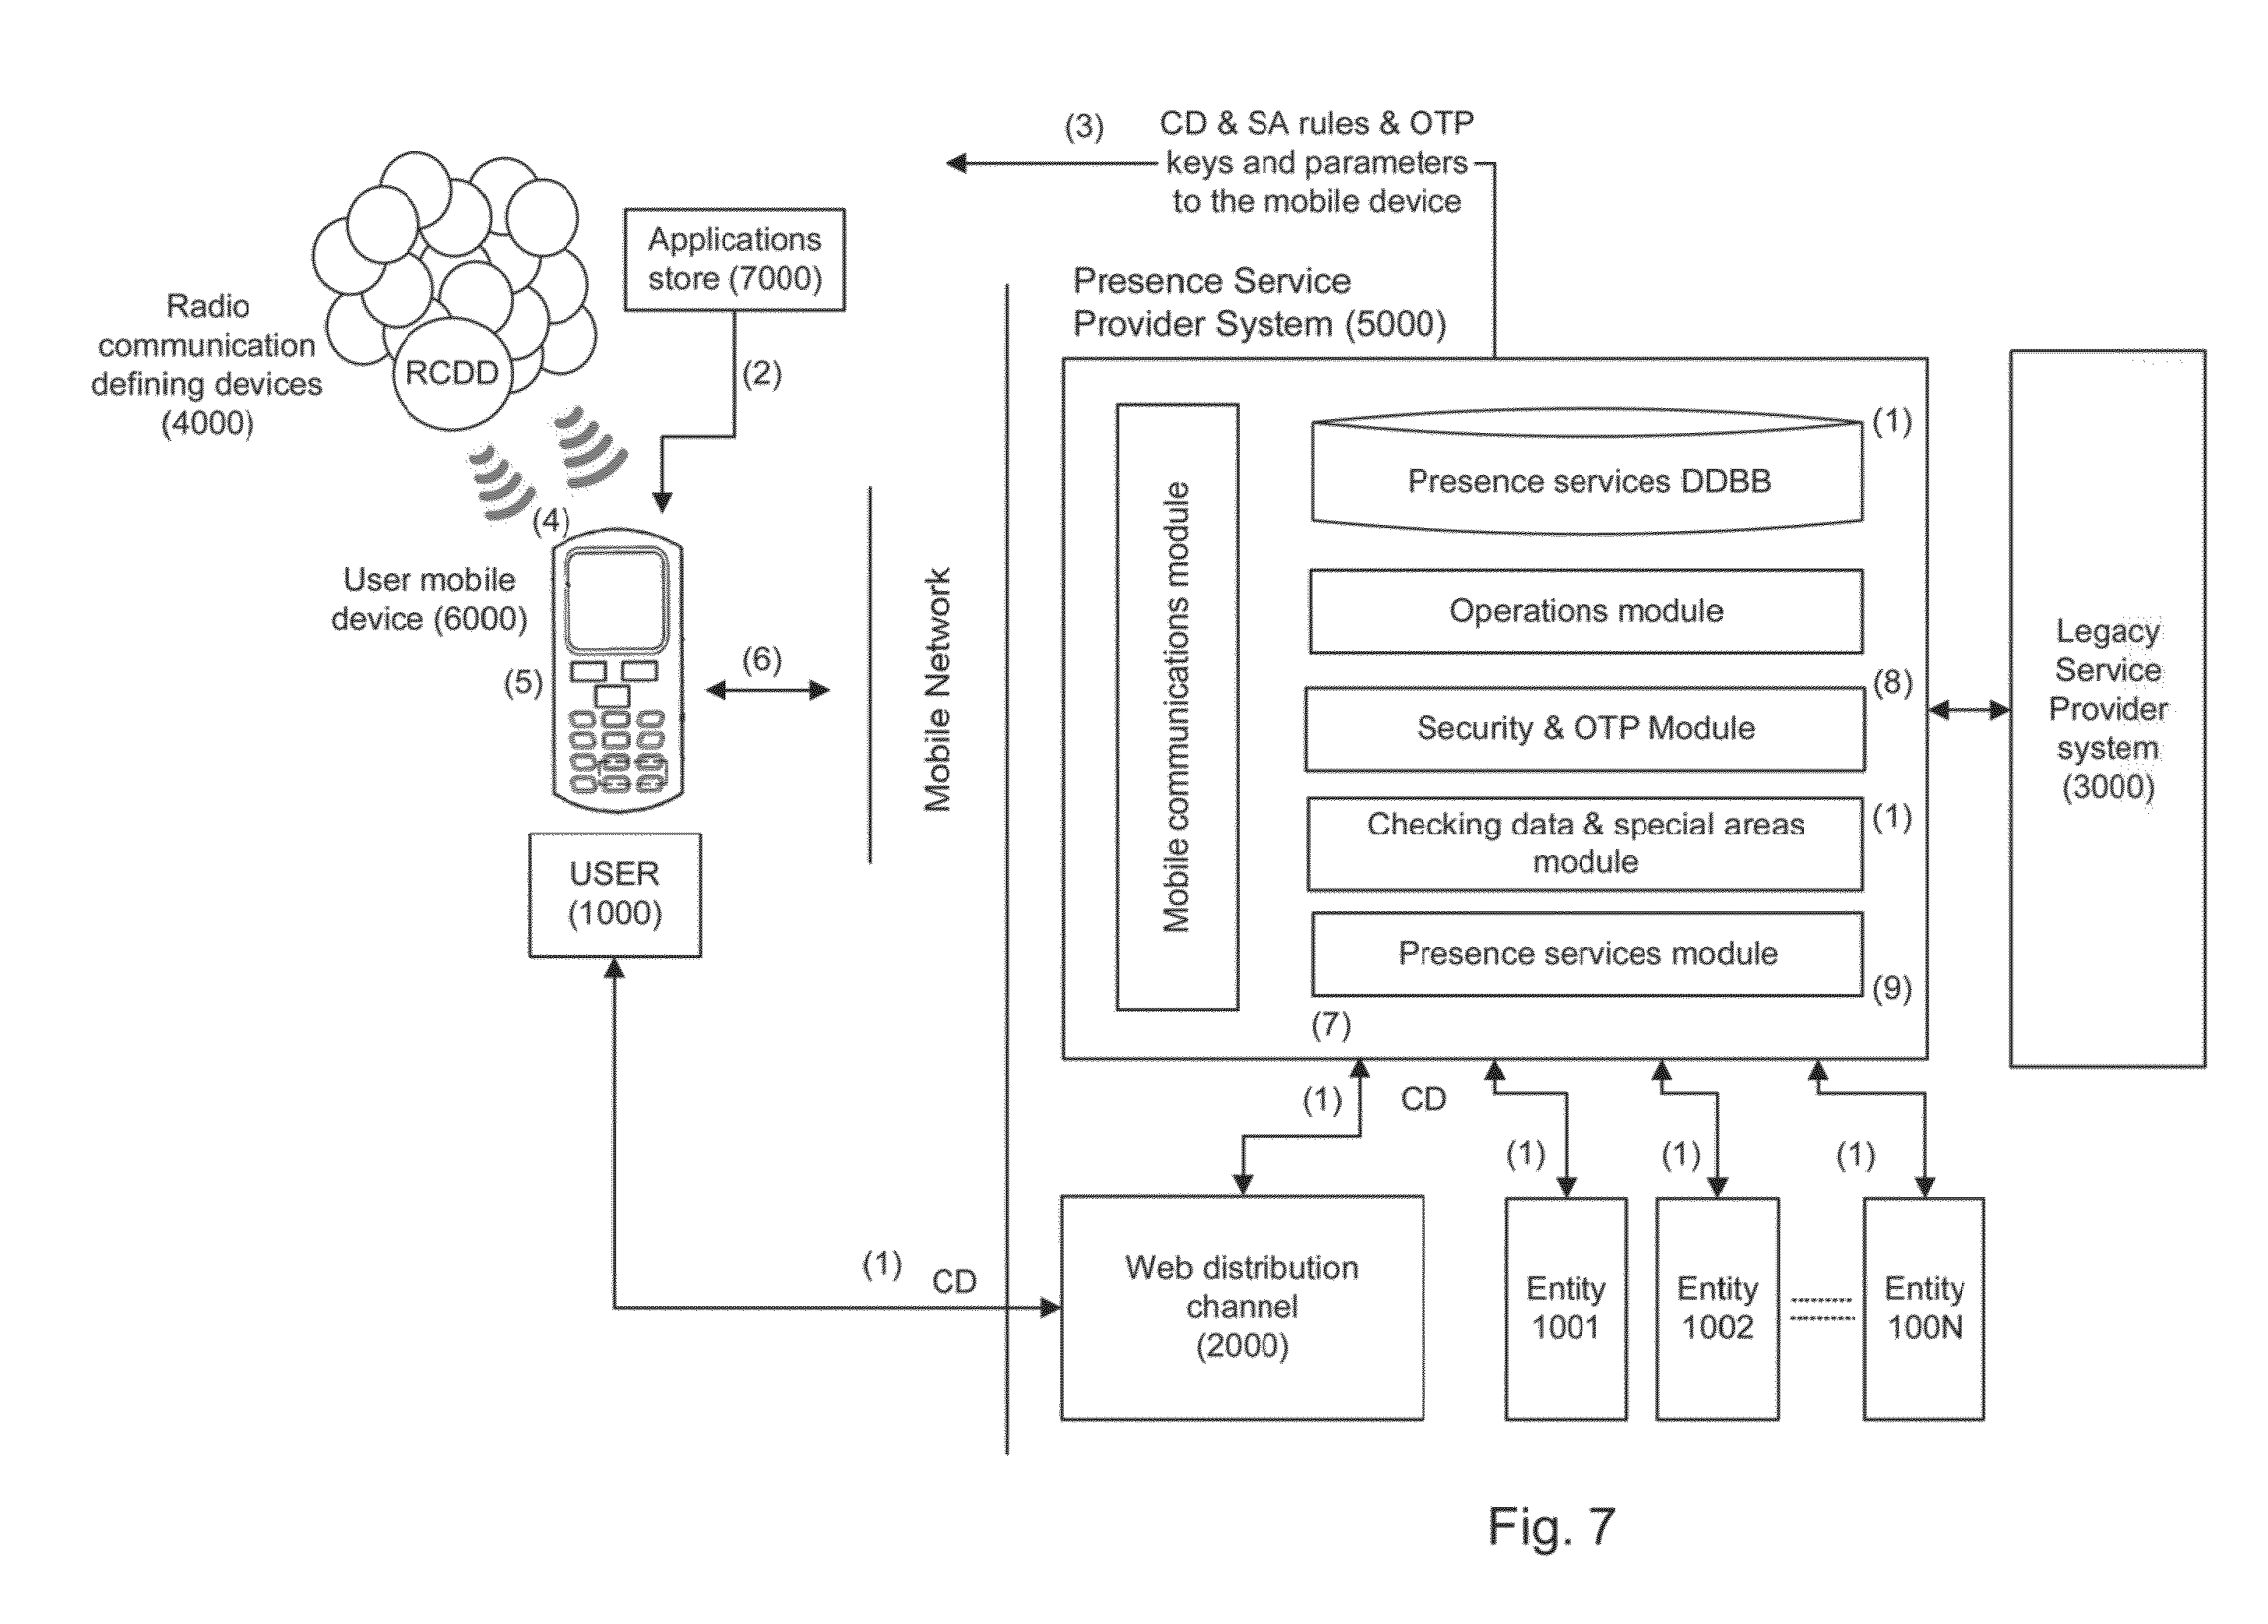 (3)
CD & SA rules & OTP
keys and parameters
to the mobile device
Applications
store (7000)
Presence Service
Provider System (5000)
Radio
communication
defining devices
(4000)
RCDD
(2)
(4)
User mobile
device (6000)
(5)
(6)
Mobile Network
USER
(1000)
Mobile communications module
(1)
Presence services DDBB
Operations module
(8)
Security & OTP Module
(1)
Checking data & special areas
module
Presence services module
(9)
(7)
Legacy
Service
Provider
system
(3000)
(1)
CD
(1)
(1)
(1)
(1)
CD
Web distribution
channel
(2000)
Entity
1001
Entity
1002
Entity
100N
Fig. 7